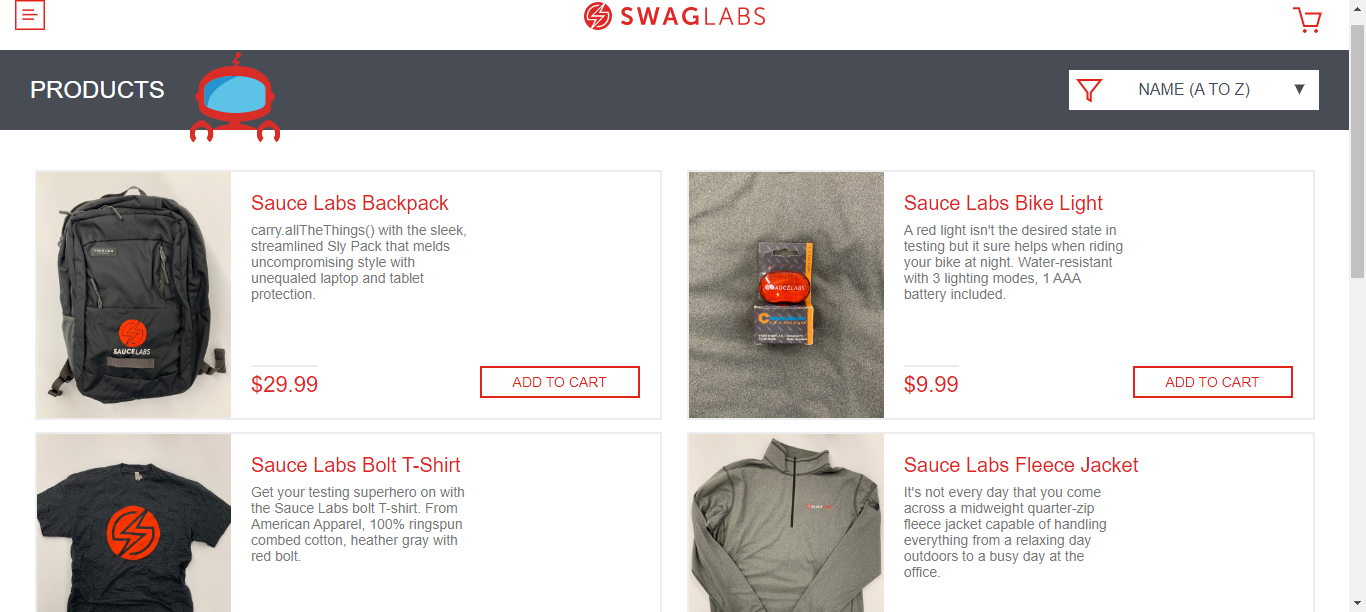 SWAGLABS
PRODUCTS
NAME (A TO Z)
Sauce Labs Backpack
carry.allTheThings() with the sleek,
streamlined Sly Pack that melds
uncompromising style with
unequaled laptop and tablet
protection.
SAUCELABS
$29.99
ADD TO CART
Sauce Labs Bike Light
A red light isn't the desired state in
testing but it sure helps when riding
your bike at night. Water-resistant
with 3 lighting modes, 1 AAA
battery included.
SAUCELABS
$9.99
ADD TO CART
Sauce Labs Bolt T-Shirt
Get your testing superhero on with
the Sauce Labs bolt T-shirt. From
American Apparel, 100% ringspun
combed cotton, heather gray with
red bolt.
Sauce Labs Fleece Jacket
It's not every day that you come
across a midweight quarter-zip
fleece jacket capable of handling
everything from a relaxing day
outdoors to a busy day at the
office.